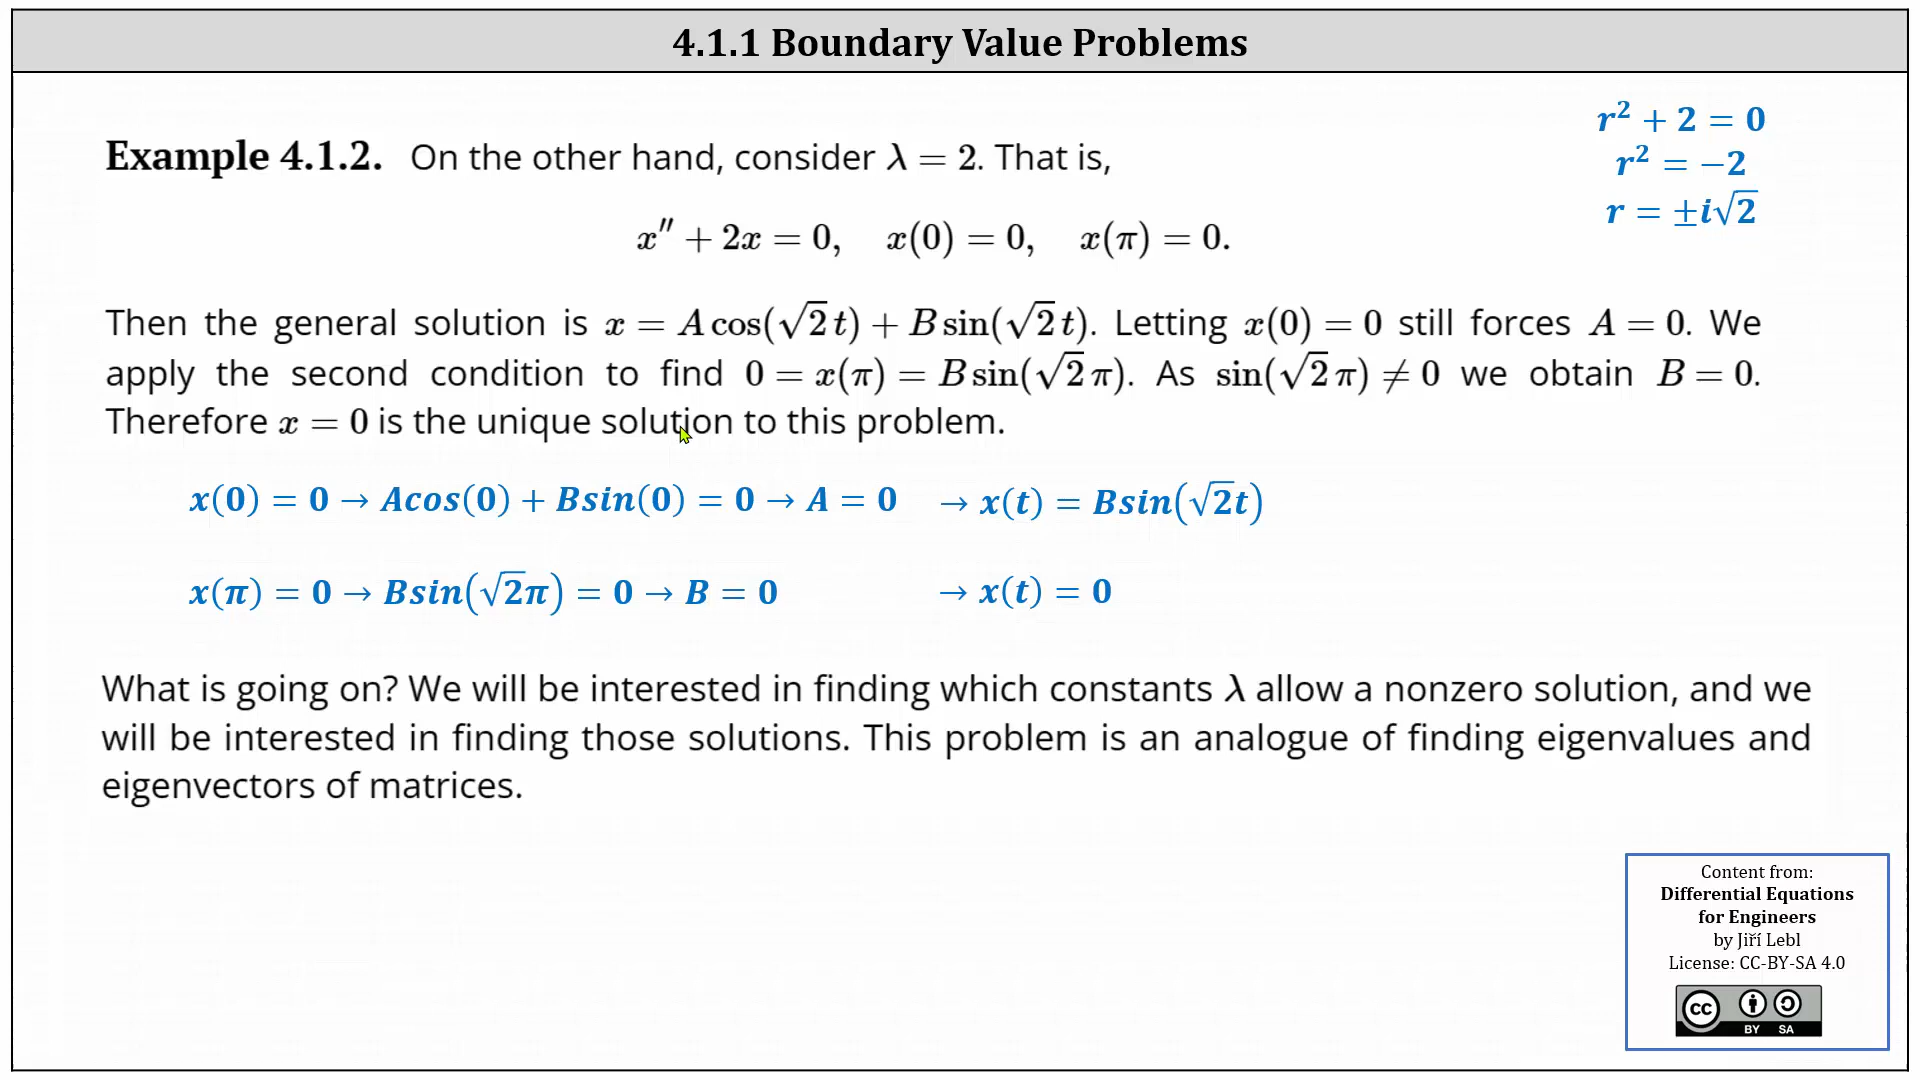 4.1.1 Boundary Value Problems
r² + 2 = 0
r² = −2
r = ±i√2
Example 4.1.2. On the other hand, consider λ = 2. That is,
x″ + 2x = 0, x(0) = 0, x(π) = 0.
Then the general solution is x = A cos(√2 t) + B sin(√2 t). Letting x(0) = 0 still forces A = 0. We
apply the second condition to find 0 = x(π) = B sin(√2 π). As sin(√2 π) ≠ 0 we obtain B = 0.
Therefore x = 0 is the unique solution to this problem.
x(0) = 0 → Acos(0) + Bsin(0) = 0 → A = 0 → x(t) = Bsin(√2t)
x(π) = 0 → Bsin(√2π) = 0 → B = 0 → x(t) = 0
What is going on? We will be interested in finding which constants λ allow a nonzero solution, and we
will be interested in finding those solutions. This problem is an analogue of finding eigenvalues and
eigenvectors of matrices.
Content from:
Differential Equations
for Engineers
by Jiří Lebl
License: CC-BY-SA 4.0
cc
BY SA